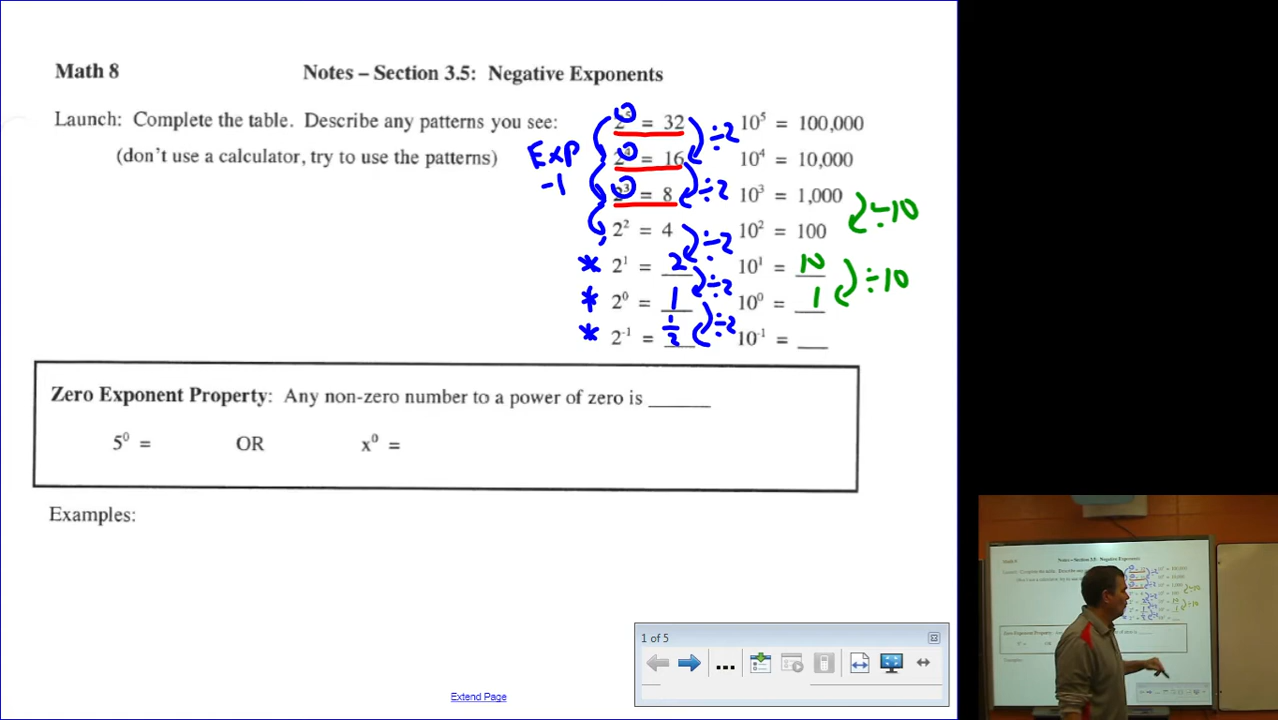 Math 8
Notes – Section 3.5: Negative Exponents
Launch: Complete the table. Describe any patterns you see:
(don't use a calculator, try to use the patterns)
Exp
-1
2⁵ = 32 ÷2 10⁵ = 100,000
2⁴ = 16 10⁴ = 10,000
2³ = 8 ÷2 10³ = 1,000
÷10
2² = 4 ÷2 10² = 100
* 2¹ = 2 10¹ = 10
÷2 ÷10
* 2⁰ = 1 10⁰ = 1
÷2
* 2⁻¹ = 1/2 10⁻¹ = __
Zero Exponent Property: Any non-zero number to a power of zero is ______
5⁰ = OR x⁰ =
Examples:
1 of 5
Extend Page